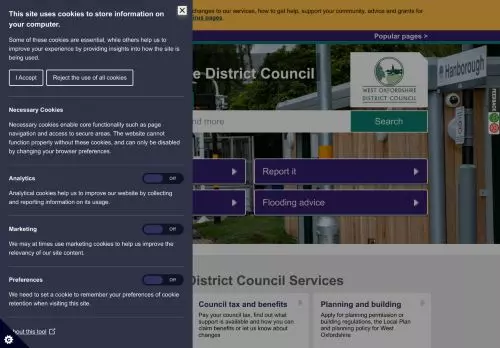 This site uses cookies to store information on
your computer.
Some of these cookies are essential, while others help us to
improve your experience by providing insights into how the site is
being used.
I Accept
Reject the use of all cookies
Necessary Cookies
Necessary cookies enable core functionality such as page
navigation and access to secure areas. The website cannot
function properly without these cookies, and can only be disabled
by changing your browser preferences.
Analytics
Off
Analytical cookies help us to improve our website by collecting
and reporting information on its usage.
Marketing
Off
We may at times use marketing cookies to help us improve the
relevancy of our site content.
Preferences
Off
We need to set a cookie to remember your preferences of cookie
retention when visiting this site.
About this tool
changes to our services, how to get help, support your community, advice and grants for
rus pages.
Popular pages >
e District Council
WEST OXFORDSHIRE
DISTRICT COUNCIL
Hanborough
FEEDBACK
nd more
Search
Report it
Flooding advice
District Council Services
Council tax and benefits
Pay your council tax, find out what
support is available and how you can
claim benefits or let us know about
changes
Planning and building
Apply for planning permission or
building regulations, the Local Plan
and planning policy for West
Oxfordshire